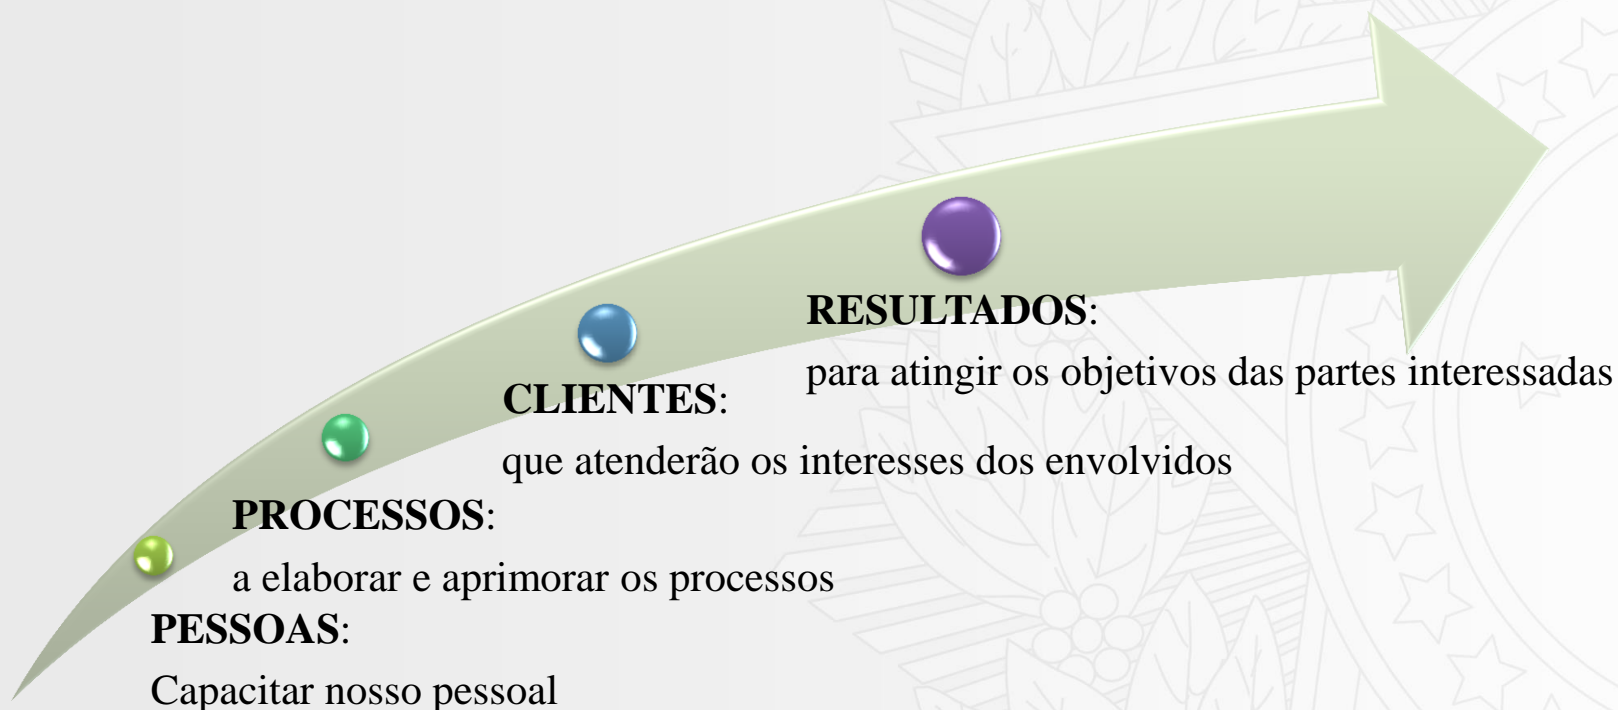 RESULTADOS:
para atingir os objetivos das partes interessadas
CLIENTES:
que atenderão os interesses dos envolvidos
PROCESSOS:
a elaborar e aprimorar os processos
PESSOAS:
Capacitar nosso pessoal